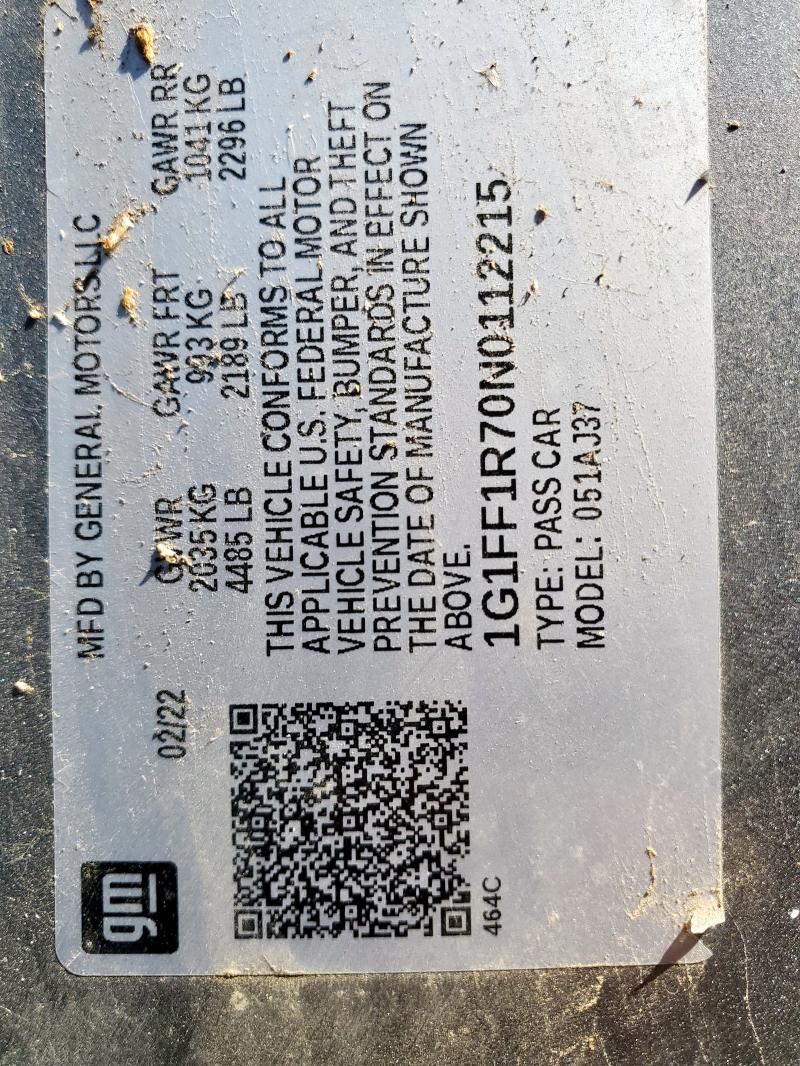 gm
MFD BY GENERAL MOTORS LLC
02/22
GVWR GAWR FRT GAWR RR
2035 KG 993 KG 1041 KG
4485 LB 2189 LB 2296 LB
THIS VEHICLE CONFORMS TO ALL
APPLICABLE U.S. FEDERAL MOTOR
VEHICLE SAFETY, BUMPER, AND THEFT
PREVENTION STANDARDS IN EFFECT ON
THE DATE OF MANUFACTURE SHOWN
ABOVE.
1G1FF1R70N0112215
TYPE: PASS CAR
MODEL: 051AJ37
464C